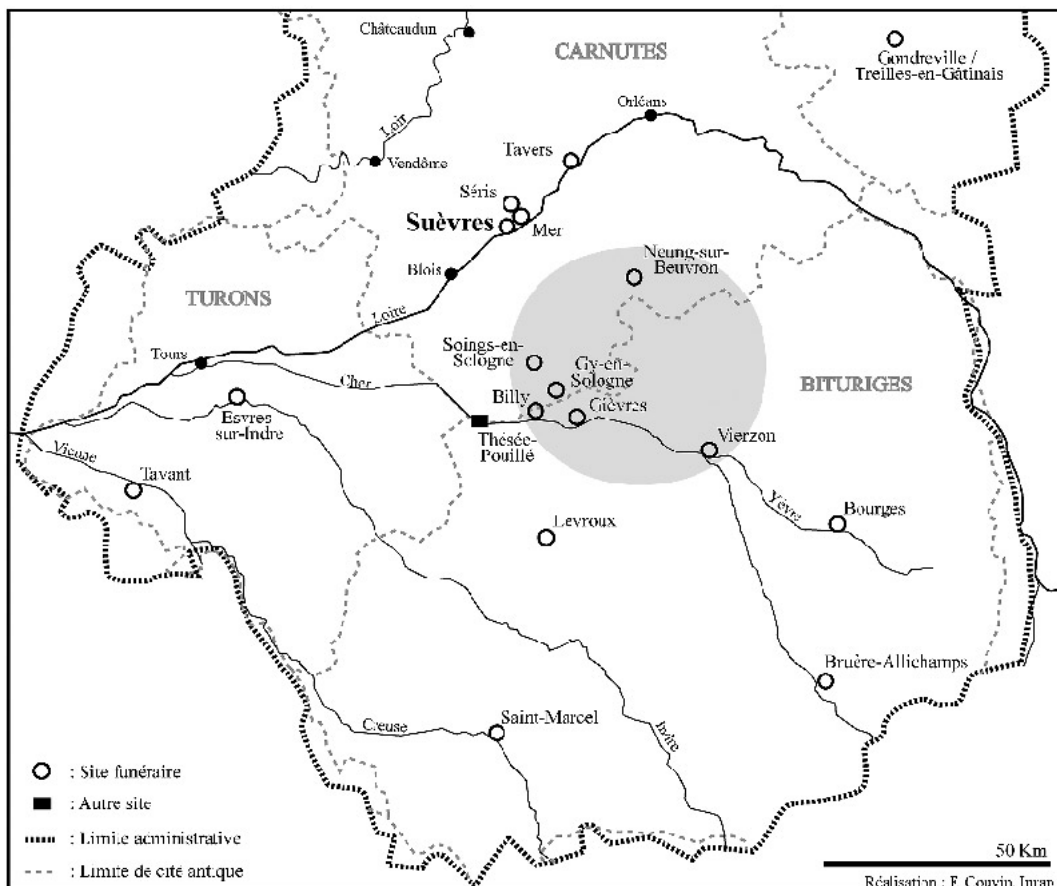 Châteaudun
CARNUTES
Gondreville /
Treilles-en-Gâtinais
Orléans
Loir
Tavers
Vendôme
Séris
Suèvres
Mer
Neung-sur-
Beuvron
Blois
TURONS
Loire
Soings-en-
Sologne
Gy-en-
Sologne
Tours
Cher
BITURIGES
Billy
Gièvres
Esvres
sur-Indre
Thésée-
Pouillé
Vierzon
Vienne
Tavant
Yèvre
Bourges
Levroux
Bruère-Allichamps
Creuse
Saint-Marcel
Indre
: Site funéraire
: Autre site
: Limite administrative
: Limite de cité antique
50 Km
Réalisation : F. Couvin, Inrap